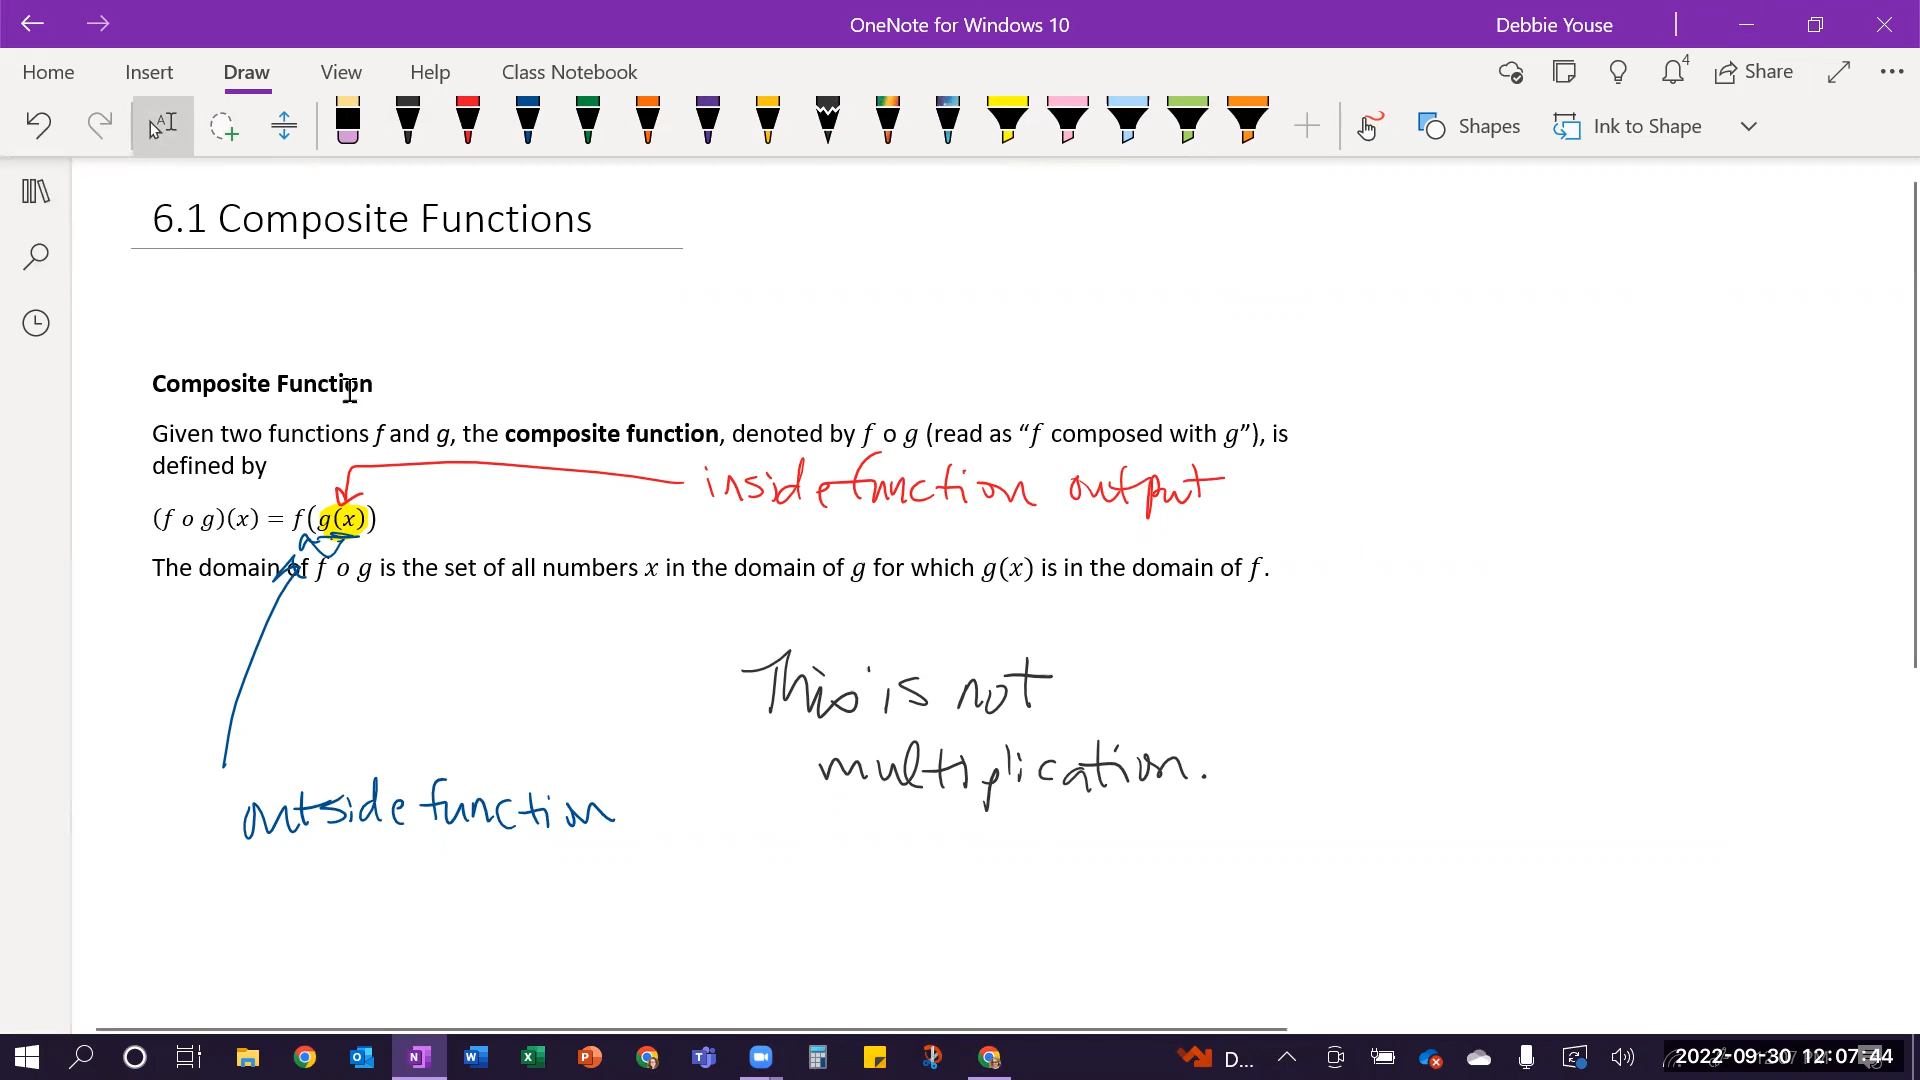 OneNote for Windows 10
Debbie Youse
Home Insert Draw View Help Class Notebook
4
Share
Shapes
Ink to Shape
6.1 Composite Functions
Composite Function
Given two functions f and g, the composite function, denoted by f o g (read as “f composed with g”), is
defined by
inside function output
(f o g)(x) = f(g(x))
The domain of f o g is the set of all numbers x in the domain of g for which g(x) is in the domain of f.
This is not
multiplication.
outside function
D...
2022-09-30 12:07:44